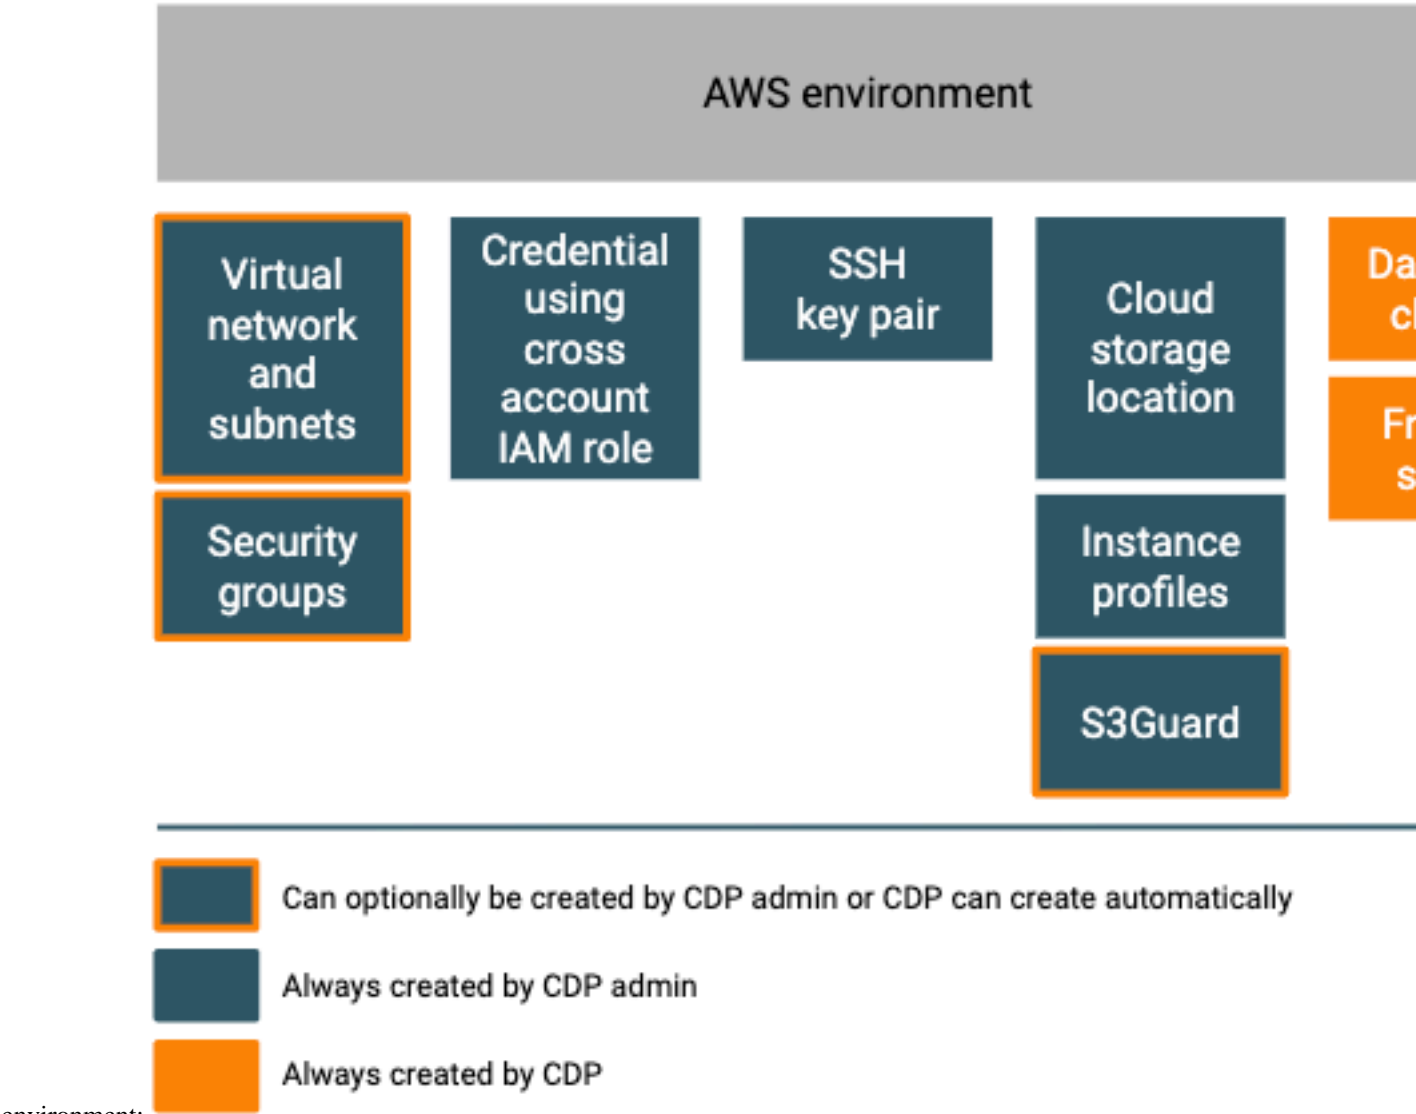 AWS environment
Virtual
network
and
subnets
Security
groups
Credential
using
cross
account
IAM role
SSH
key pair
Cloud
storage
location
Instance
profiles
S3Guard
Can optionally be created by CDP admin or CDP can create automatically
Always created by CDP admin
Always created by CDP